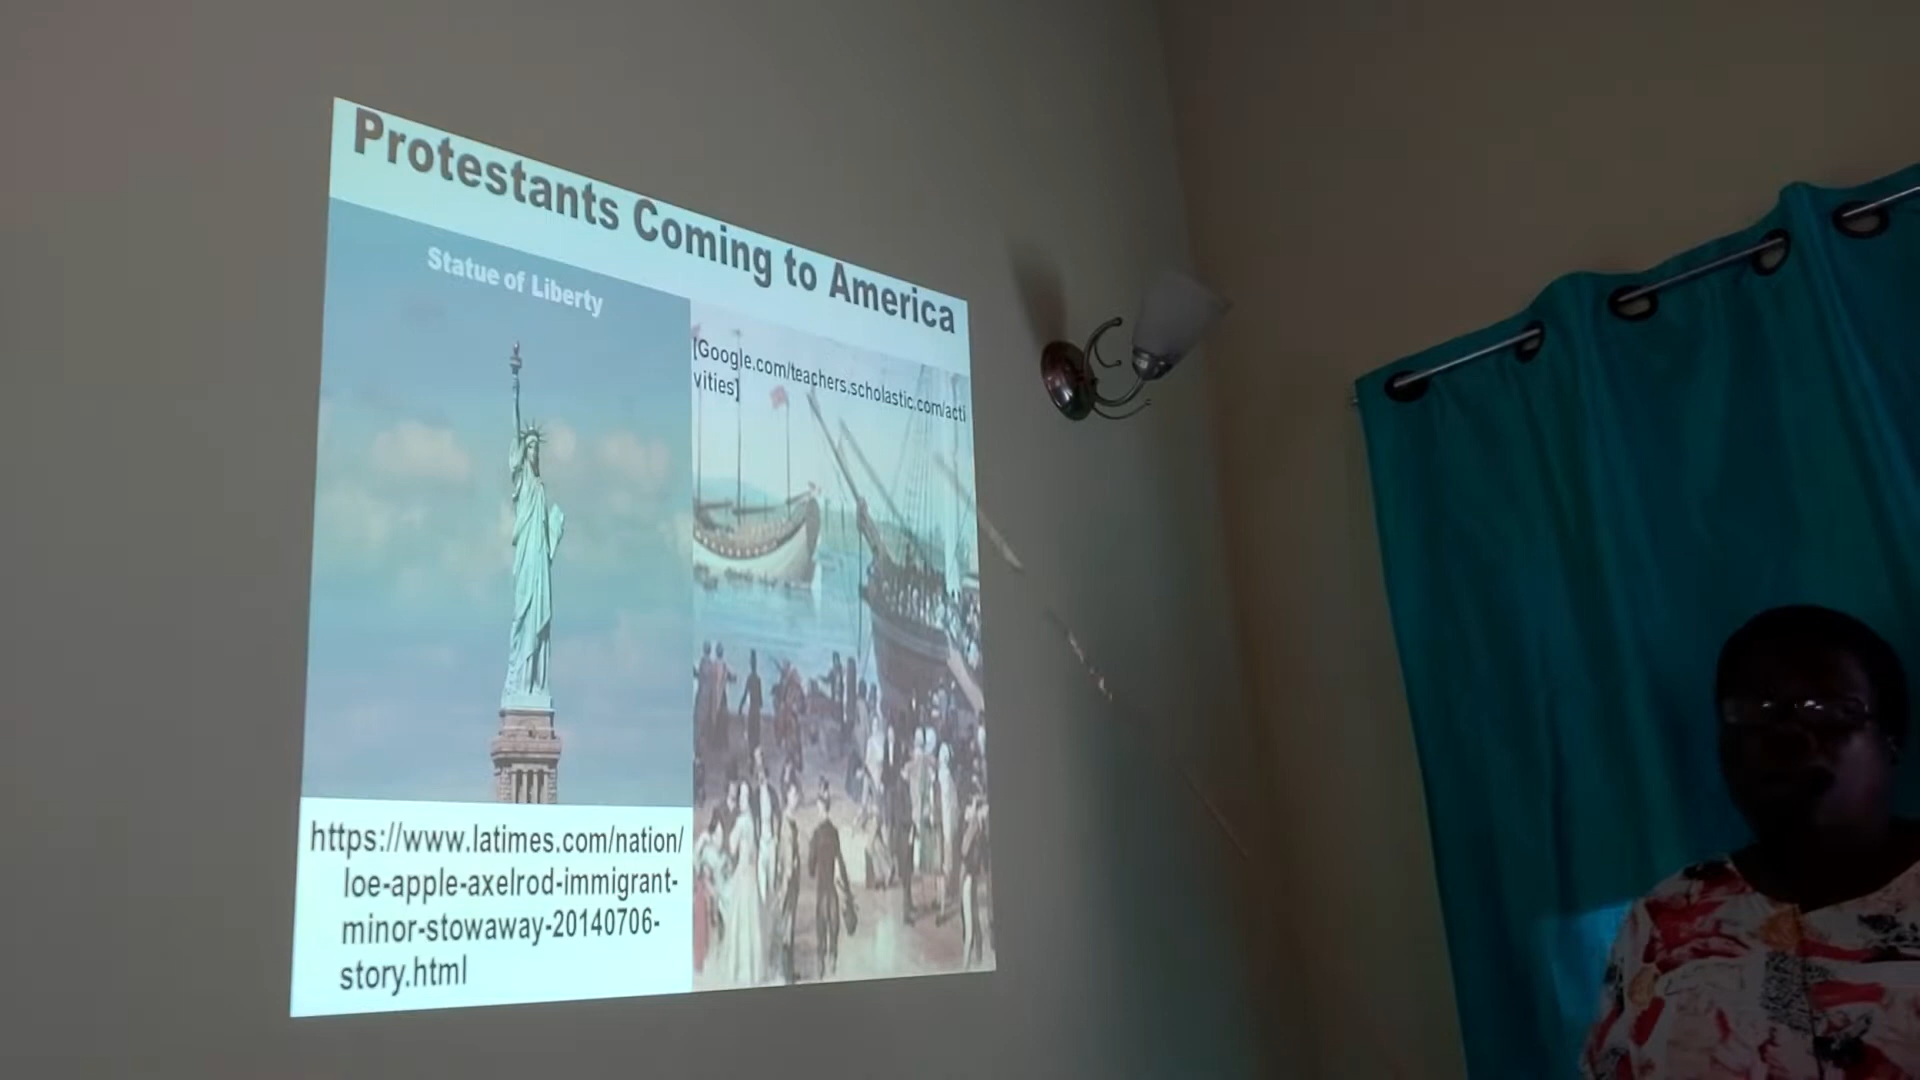 Protestants Coming to America
Statue of Liberty
[Google.com/teachers.scholastic.com/acti
vities]
https://www.latimes.com/nation/
loe-apple-axelrod-immigrant-
minor-stowaway-20140706-
story.html